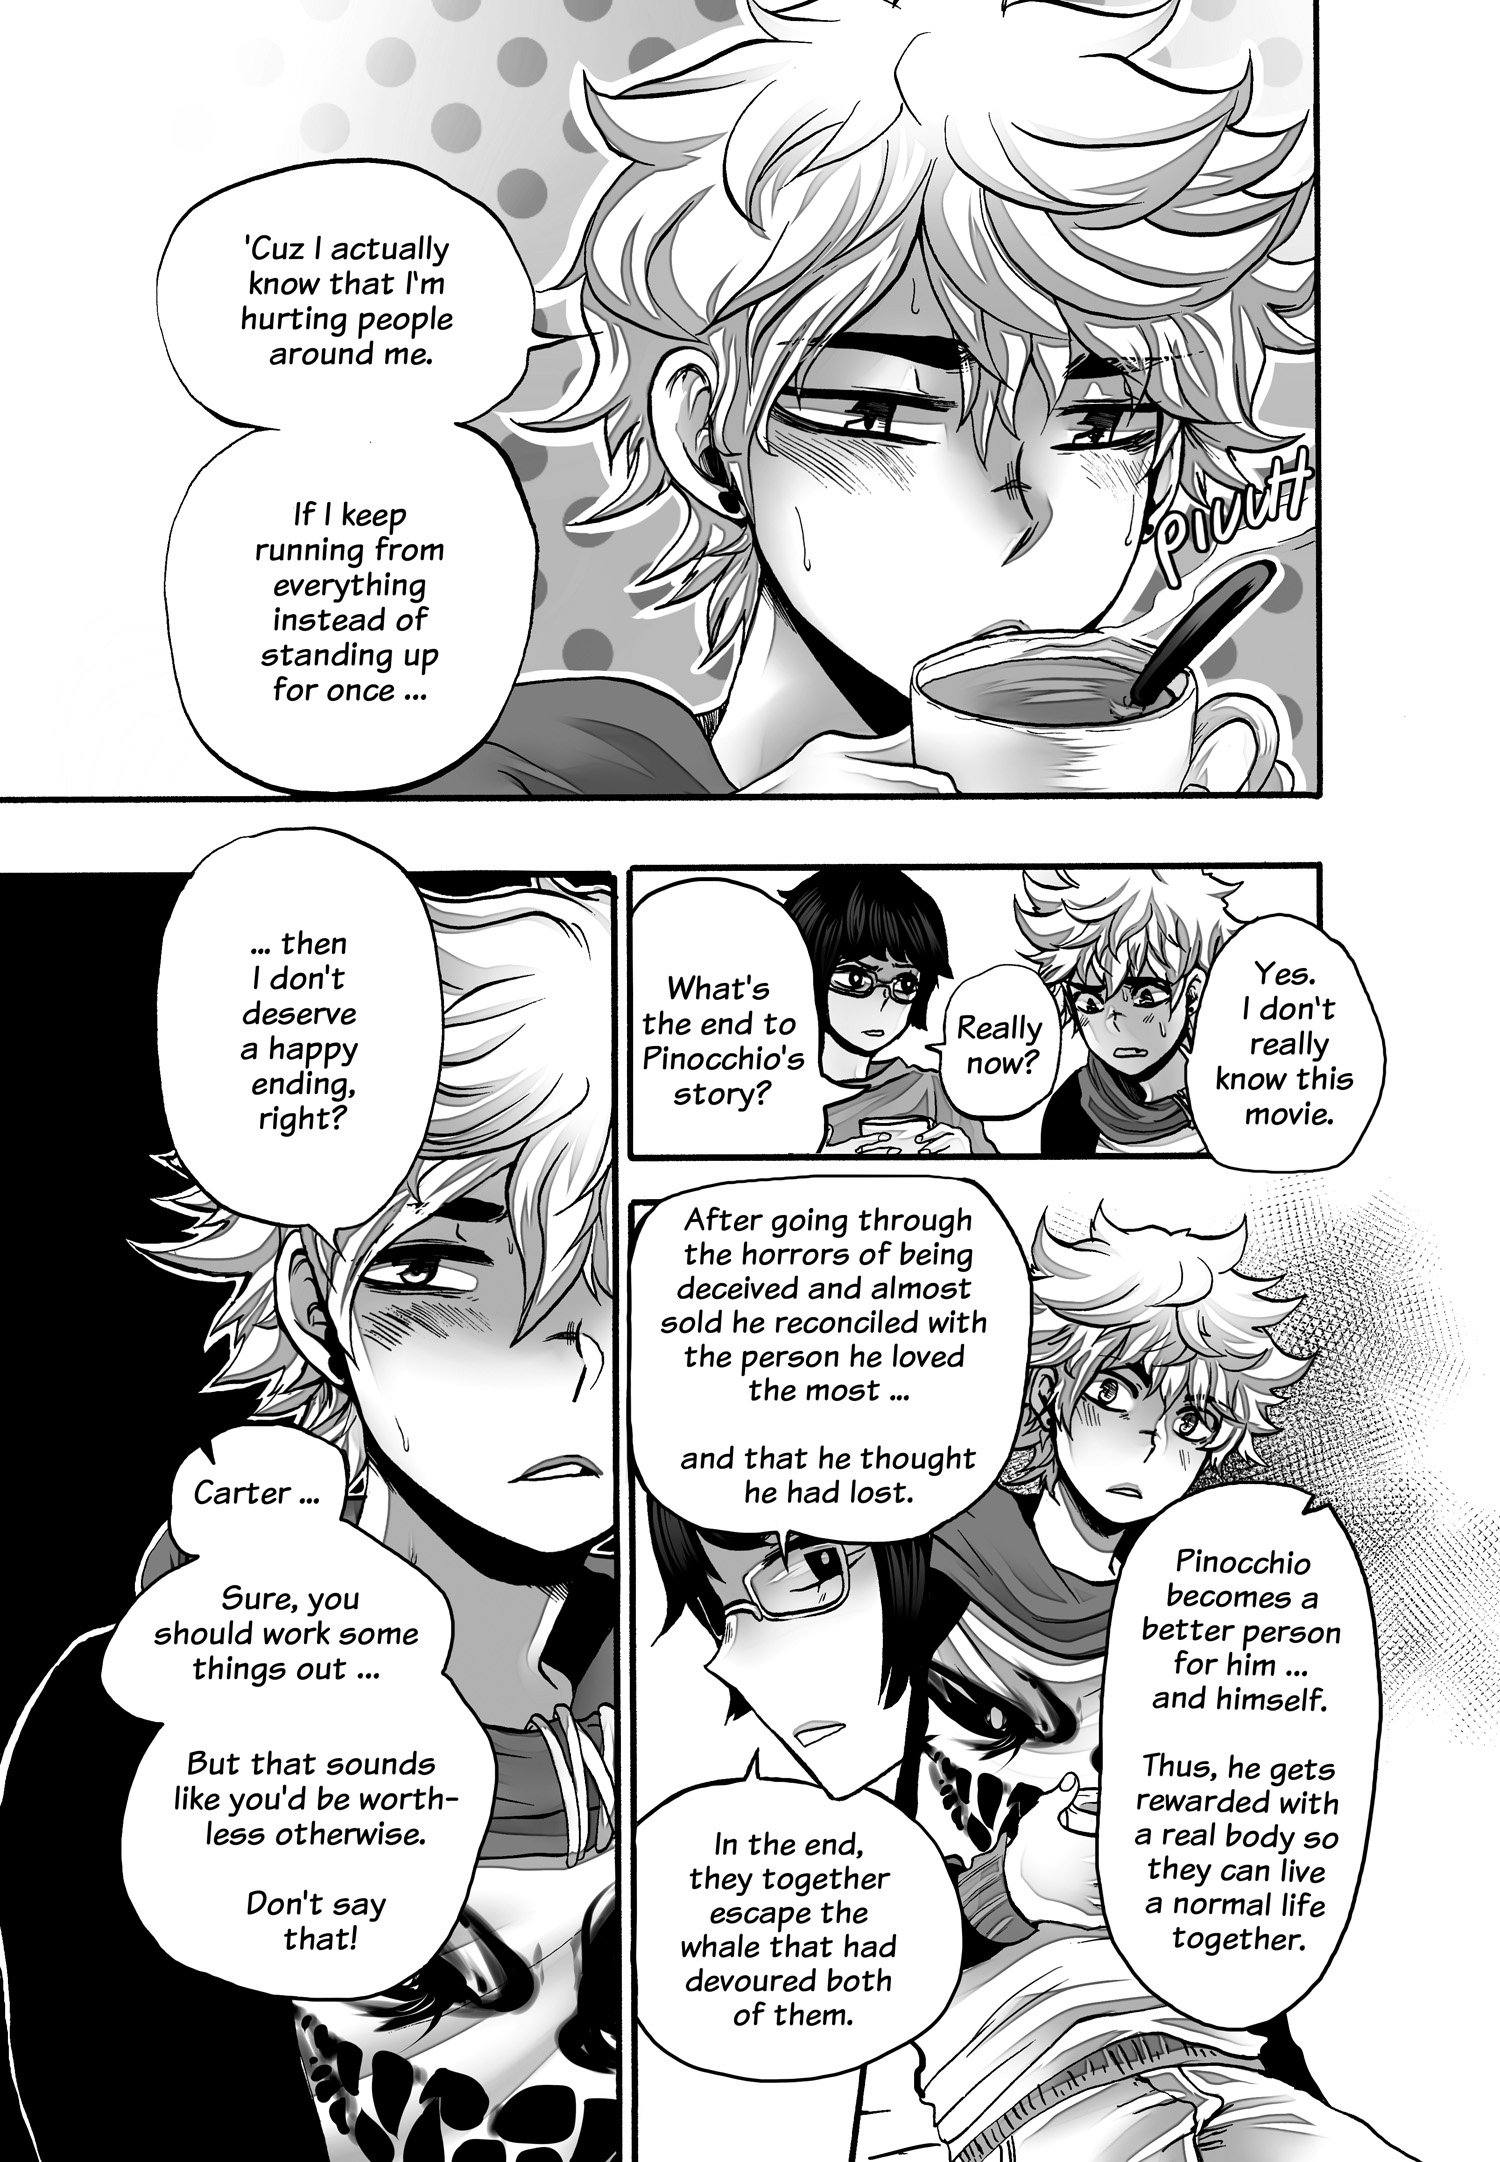 'Cuz I actually
know that I'm
hurting people
around me.
If I keep
running from
everything
instead of
standing up
for once ...
pluutt
... then
I don't
deserve
a happy
ending,
right?
Carter ...
Sure, you
should work some
things out ...
But that sounds
like you'd be worth-
less otherwise.
Don't say
that!
What's
the end to
Pinocchio's
story?
Really
now?
Yes.
I don't
really
know this
movie.
After going through
the horrors of being
deceived and almost
sold he reconciled with
the person he loved
the most ...
and that he thought
he had lost.
In the end,
they together
escape the
whale that had
devoured both
of them.
Pinocchio
becomes a
better person
for him ...
and himself.
Thus, he gets
rewarded with
a real body so
they can live
a normal life
together.